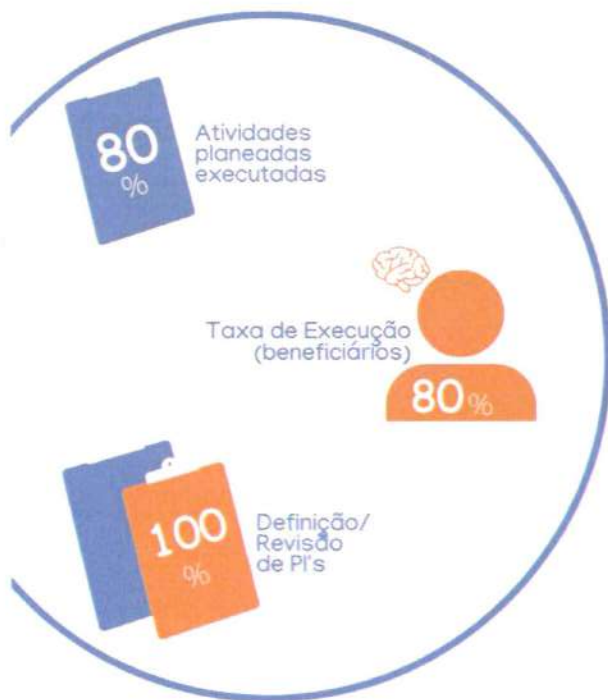 80
%
Atividades
planeadas
executadas
Taxa de Execução
(beneficiários)
80%
100
%
Definição/
Revisão
de PI's